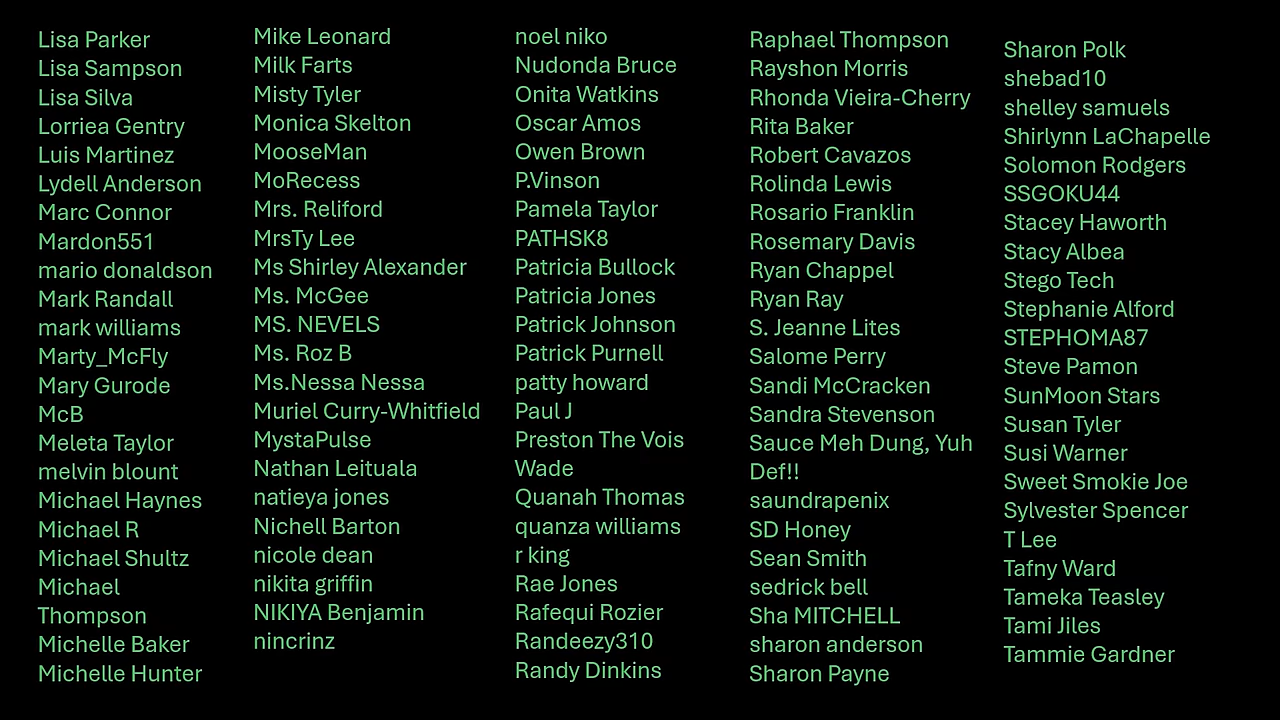 Lisa Parker
Lisa Sampson
Lisa Silva
Lorriea Gentry
Luis Martinez
Lydell Anderson
Marc Connor
Mardon551
mario donaldson
Mark Randall
mark williams
Marty_McFly
Mary Gurode
McB
Meleta Taylor
melvin blount
Michael Haynes
Michael R
Michael Shultz
Michael
Thompson
Michelle Baker
Michelle Hunter
Mike Leonard
Milk Farts
Misty Tyler
Monica Skelton
MooseMan
MoRecess
Mrs. Reliford
MrsTy Lee
Ms Shirley Alexander
Ms. McGee
MS. NEVELS
Ms. Roz B
Ms.Nessa Nessa
Muriel Curry-Whitfield
MystaPulse
Nathan Leituala
natieya jones
Nichell Barton
nicole dean
nikita griffin
NIKIYA Benjamin
nincrinz
noel niko
Nudonda Bruce
Onita Watkins
Oscar Amos
Owen Brown
P.Vinson
Pamela Taylor
PATHSK8
Patricia Bullock
Patricia Jones
Patrick Johnson
Patrick Purnell
patty howard
Paul J
Preston The Vois
Wade
Quanah Thomas
quanza williams
r king
Rae Jones
Rafequi Rozier
Randeezy310
Randy Dinkins
Raphael Thompson
Rayshon Morris
Rhonda Vieira-Cherry
Rita Baker
Robert Cavazos
Rolinda Lewis
Rosario Franklin
Rosemary Davis
Ryan Chappel
Ryan Ray
S. Jeanne Lites
Salome Perry
Sandi McCracken
Sandra Stevenson
Sauce Meh Dung, Yuh
Def!!
saundrapenix
SD Honey
Sean Smith
sedrick bell
Sha MITCHELL
sharon anderson
Sharon Payne
Sharon Polk
shebad10
shelley samuels
Shirlynn LaChapelle
Solomon Rodgers
SSGOKU44
Stacey Haworth
Stacy Albea
Stego Tech
Stephanie Alford
STEPHOMA87
Steve Pamon
SunMoon Stars
Susan Tyler
Susi Warner
Sweet Smokie Joe
Sylvester Spencer
T Lee
Tafny Ward
Tameka Teasley
Tami Jiles
Tammie Gardner